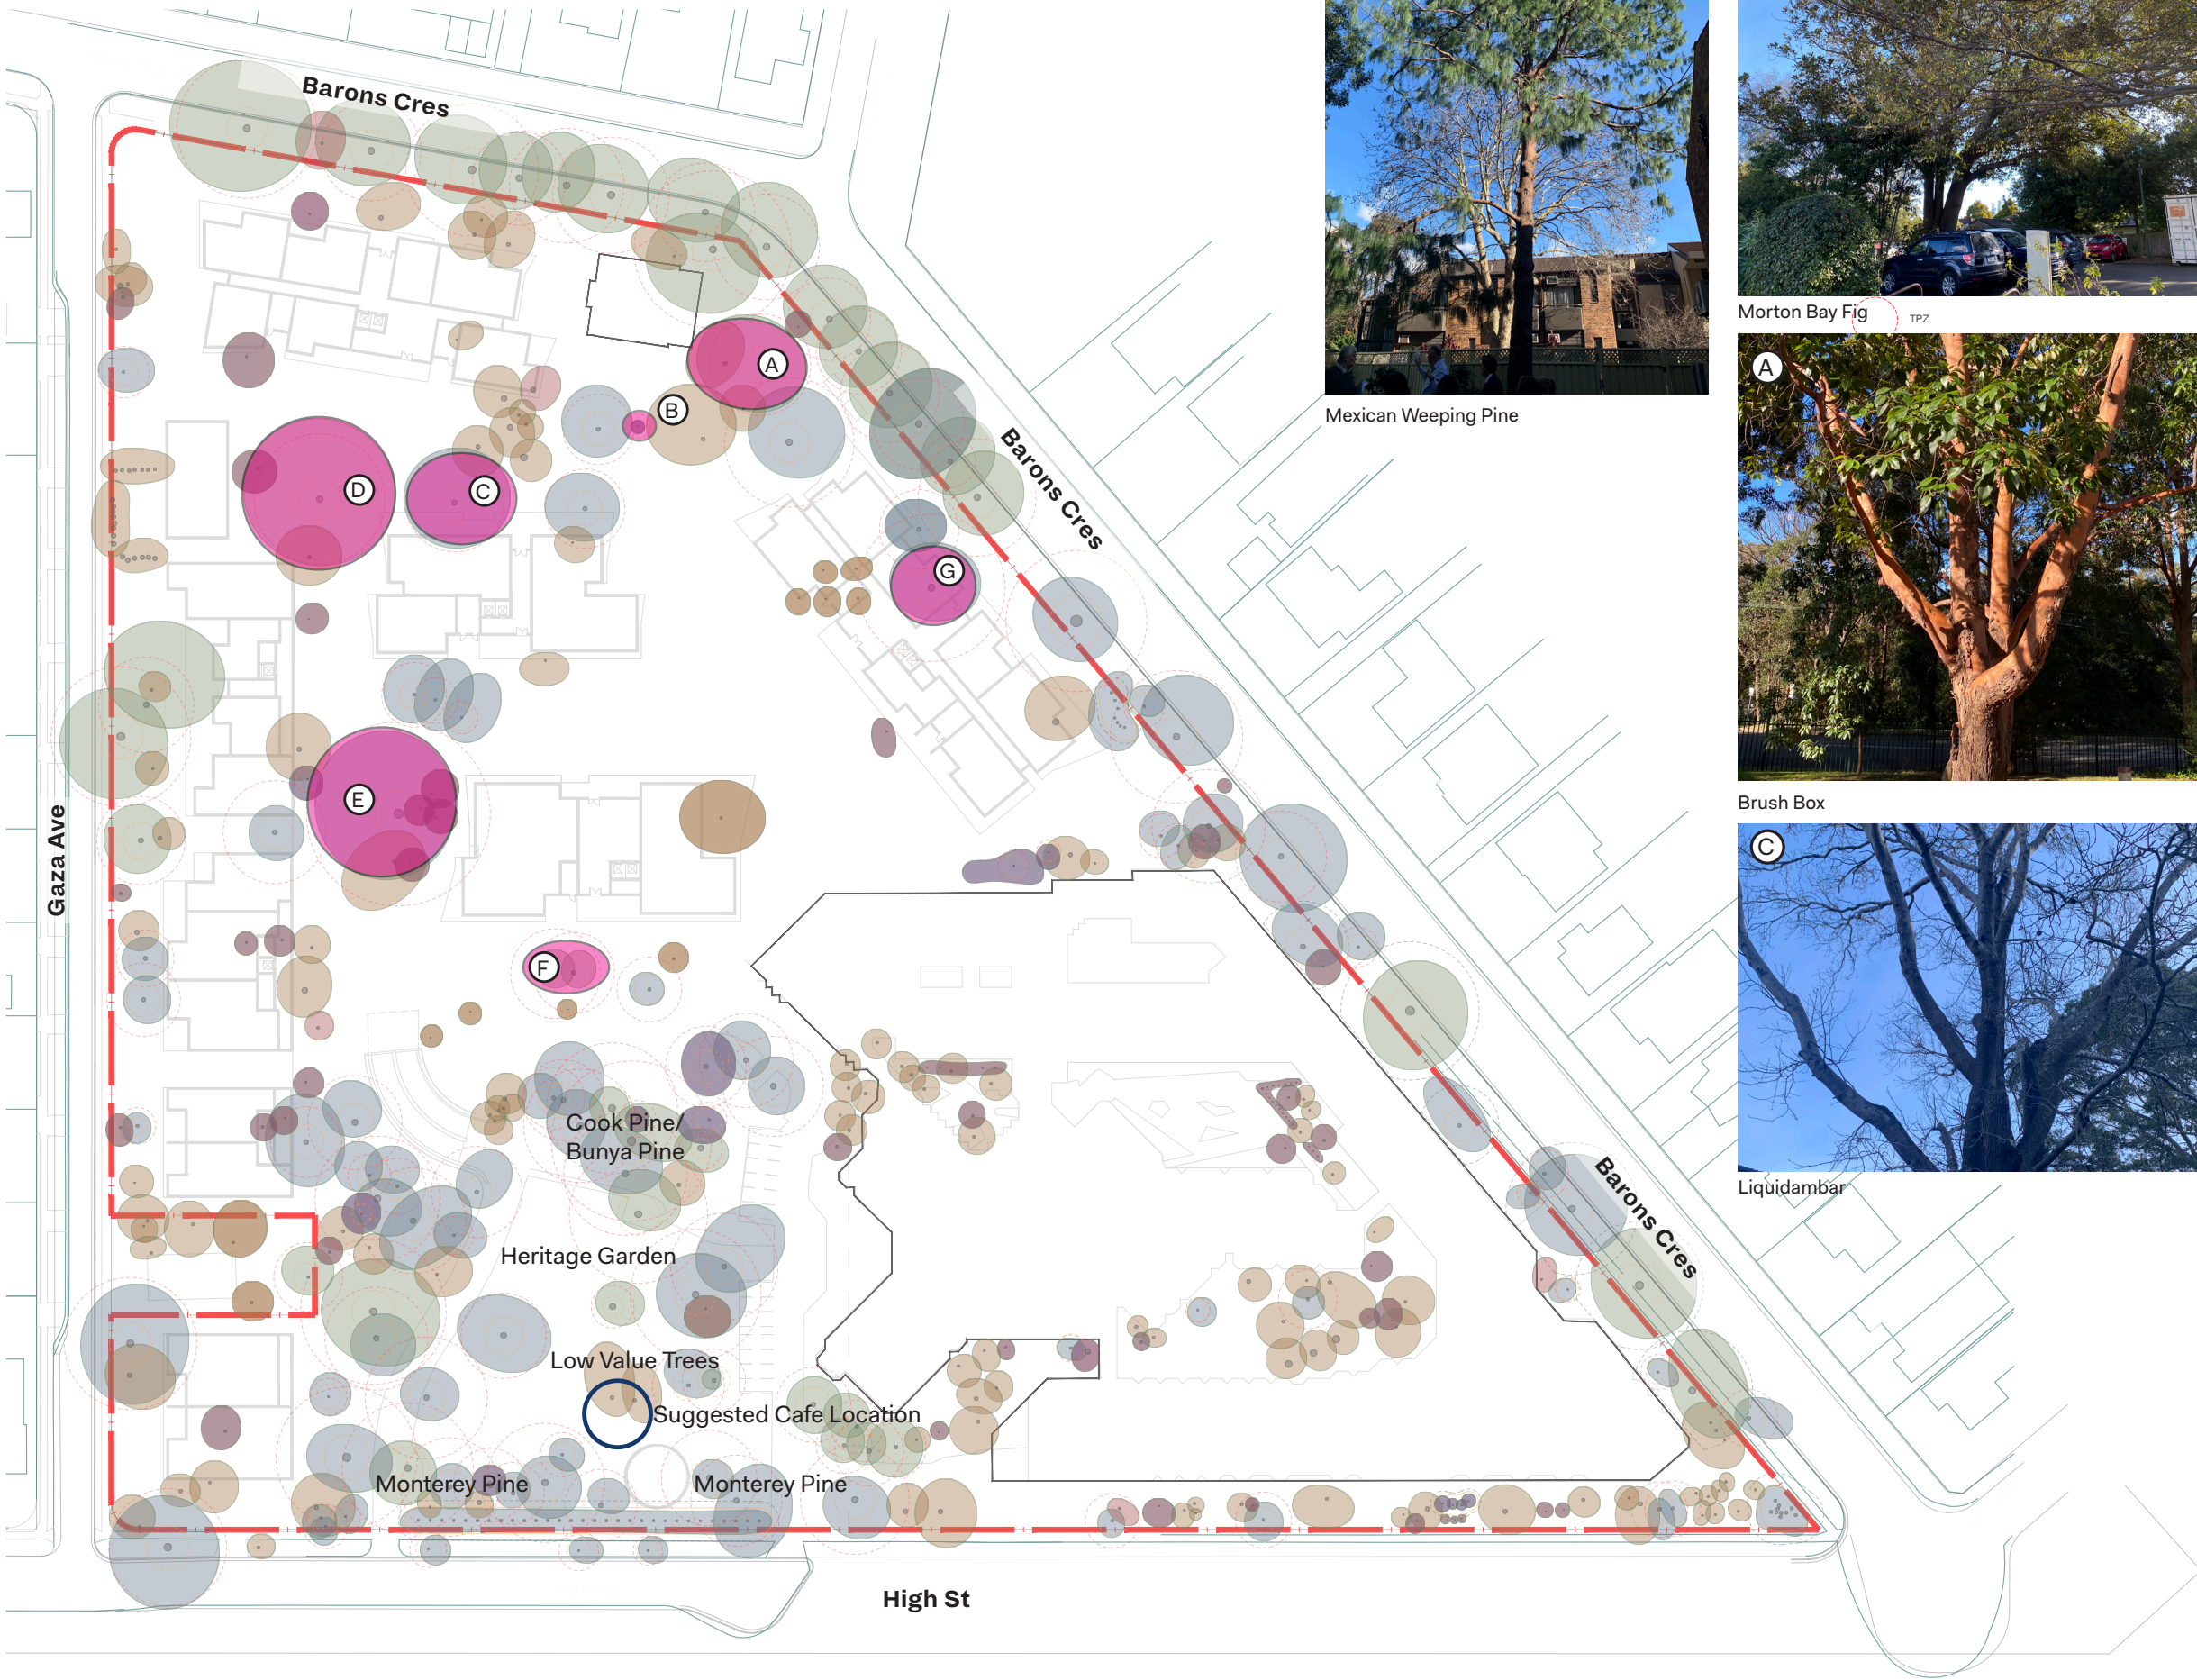 Barons Cres
Mexican Weeping Pine
Morton Bay Fig
TPZ
A
Brush Box
C
Liquidambar
A
B
D
C
G
Barons Cres
E
Gaza Ave
F
Cook Pine/
Bunya Pine
Barons Cres
Heritage Garden
Low Value Trees
Suggested Cafe Location
Monterey Pine
Monterey Pine
High St